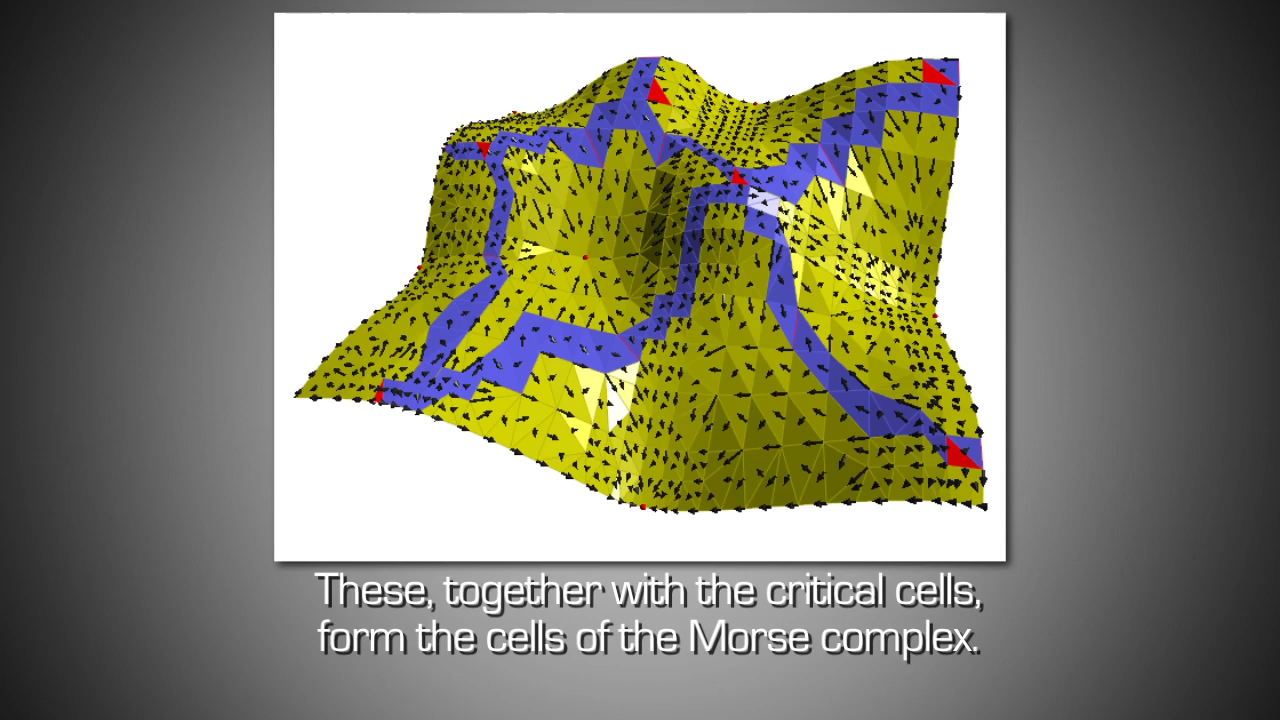 These, together with the critical cells,
form the cells of the Morse complex.